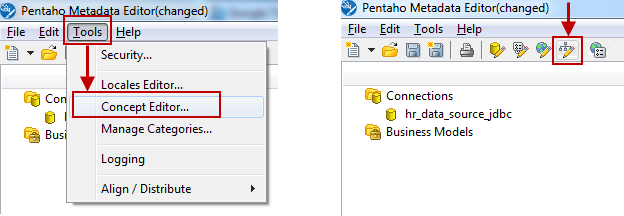 Pentaho Metadata Editor(changed)
File Edit Tools Help
Security...
Locales Editor...
Concept Editor...
Manage Categories...
Logging
Align / Distribute
Con
Busi
Pentaho Metadata Editor(changed)
File Edit Tools Help
Connections
hr_data_source_jdbc
Business Models